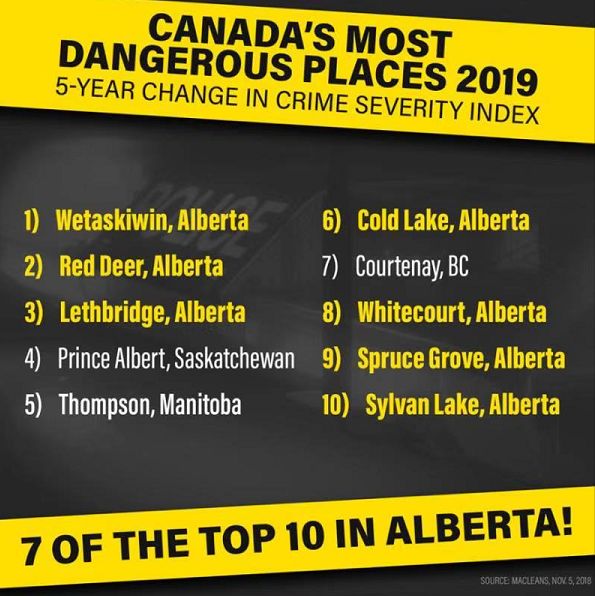 CANADA'S MOST
DANGEROUS PLACES 2019
5-YEAR CHANGE IN CRIME SEVERITY INDEX
POLICE
1) Wetaskiwin, Alberta
2) Red Deer, Alberta
3) Lethbridge, Alberta
4) Prince Albert, Saskatchewan
5) Thompson, Manitoba
6) Cold Lake, Alberta
7) Courtenay, BC
8) Whitecourt, Alberta
9) Spruce Grove, Alberta
10) Sylvan Lake, Alberta
7 OF THE TOP 10 IN ALBERTA!
SOURCE: MACLEANS, NOV. 5, 2018